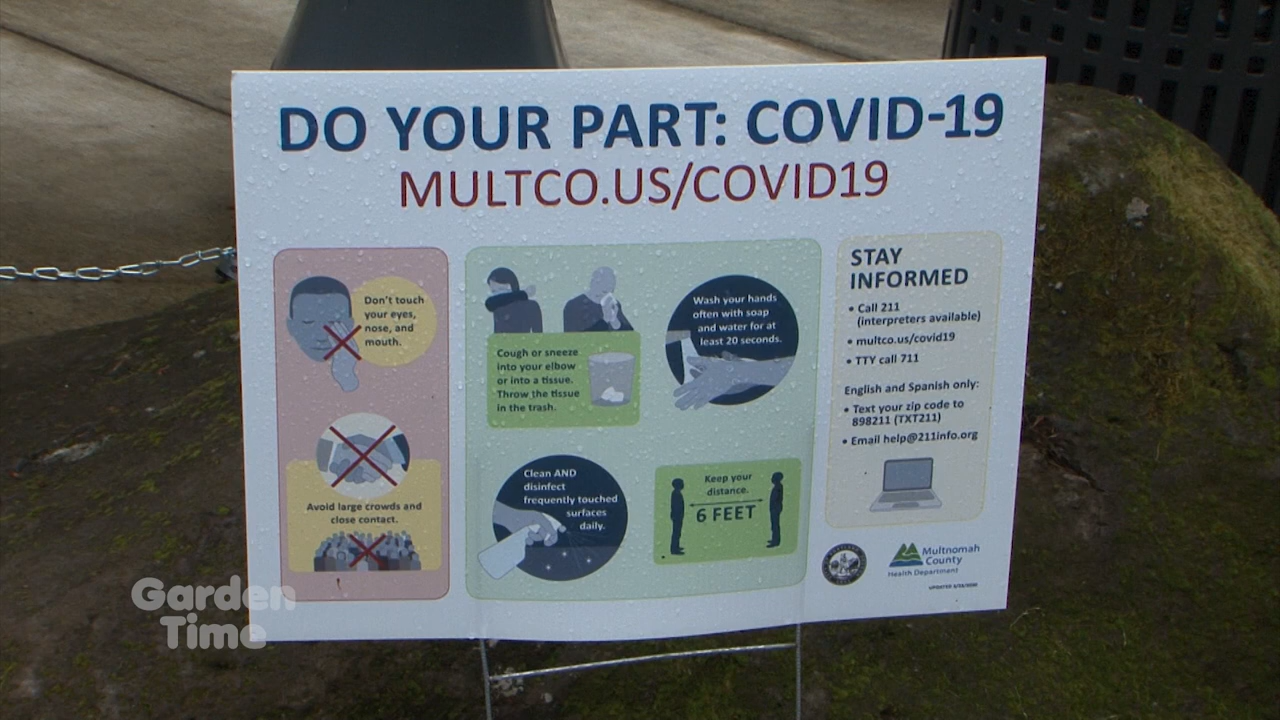 DO YOUR PART: COVID-19
MULTCO.US/COVID19
Don't touch
your eyes,
nose, and
mouth.
Avoid large crowds and
close contact.
Cough or sneeze
into your elbow
or into a tissue.
Throw the tissue
in the trash.
Wash your hands
often with soap
and water for at
least 20 seconds.
Clean AND
disinfect
frequently touched
surfaces
daily.
Keep your
distance.
6 FEET
STAY
INFORMED
• Call 211
(interpreters available)
• multco.us/covid19
• TTY call 711
English and Spanish only:
• Text your zip code to
898211 (TXT211)
• Email help@211info.org
Multnomah
County
Health Department
UPDATED
Garden
Time